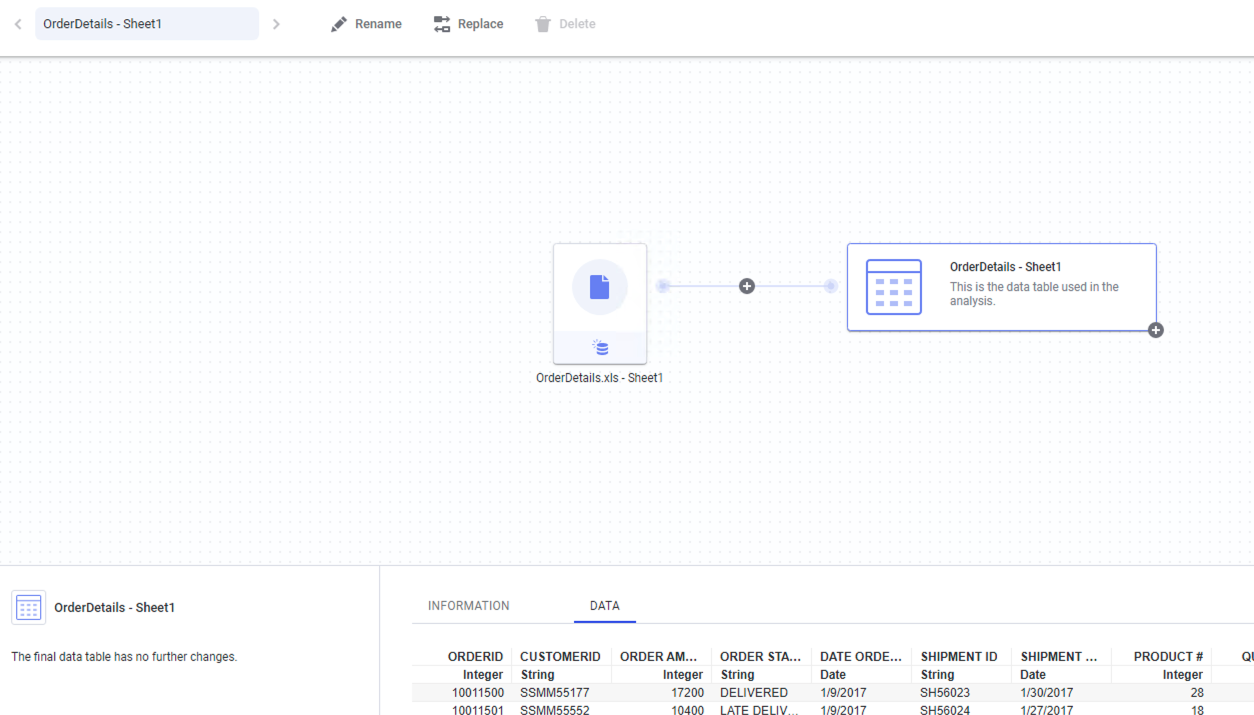 OrderDetails - Sheet1
Rename
Replace
Delete
OrderDetails - Sheet1
This is the data table used in the
analysis.
OrderDetails.xls - Sheet1
OrderDetails - Sheet1
The final data table has no further changes.
INFORMATION DATA
ORDERID CUSTOMERID ORDER AM... ORDER STA... DATE ORDE... SHIPMENT ID SHIPMENT ... PRODUCT # QU
Integer String Integer String Date String Date Integer
10011500 SSMM55177 17200 DELIVERED 1/9/2017 SH56023 1/30/2017 28
10011501 SSMM55552 10400 LATE DELIV... 1/9/2017 SH56024 1/27/2017 18